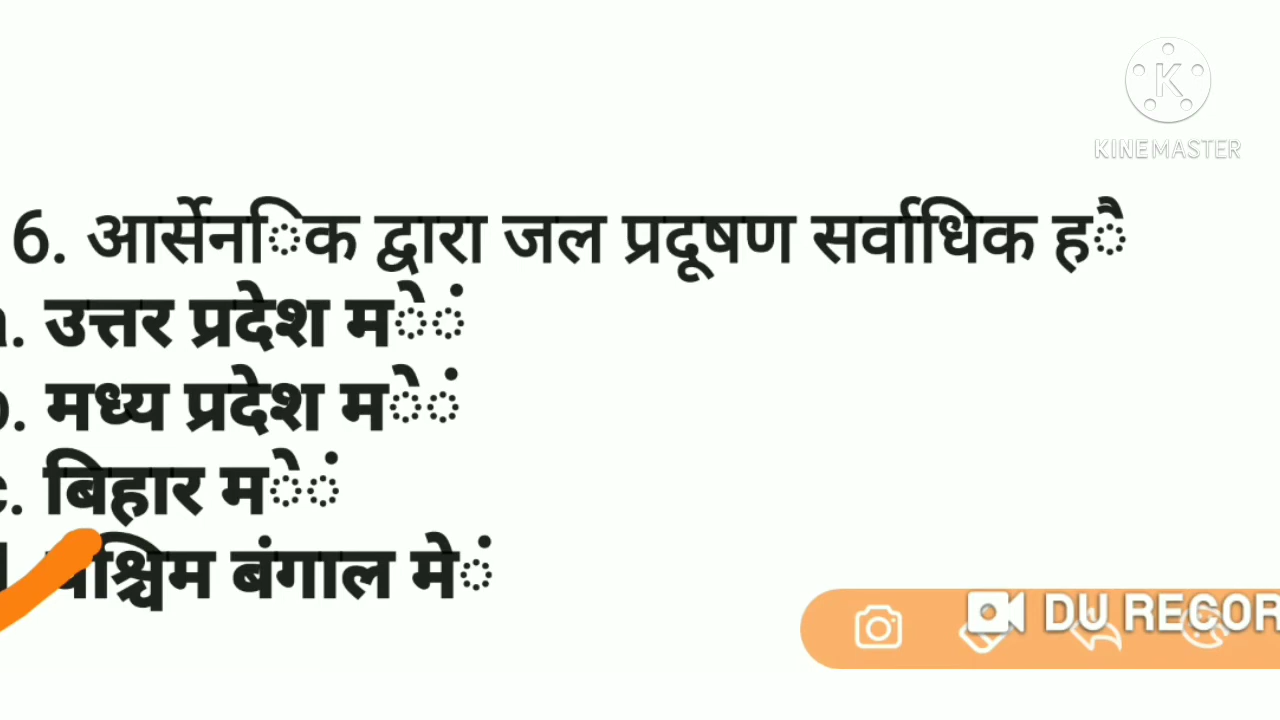 KINEMASTER
6. आर्सेनिक द्वारा जल प्रदूषण सर्वाधिक है
a. उत्तर प्रदेश में
b. मध्य प्रदेश में
c. बिहार में
d. पश्चिम बंगाल में
DU RECOR